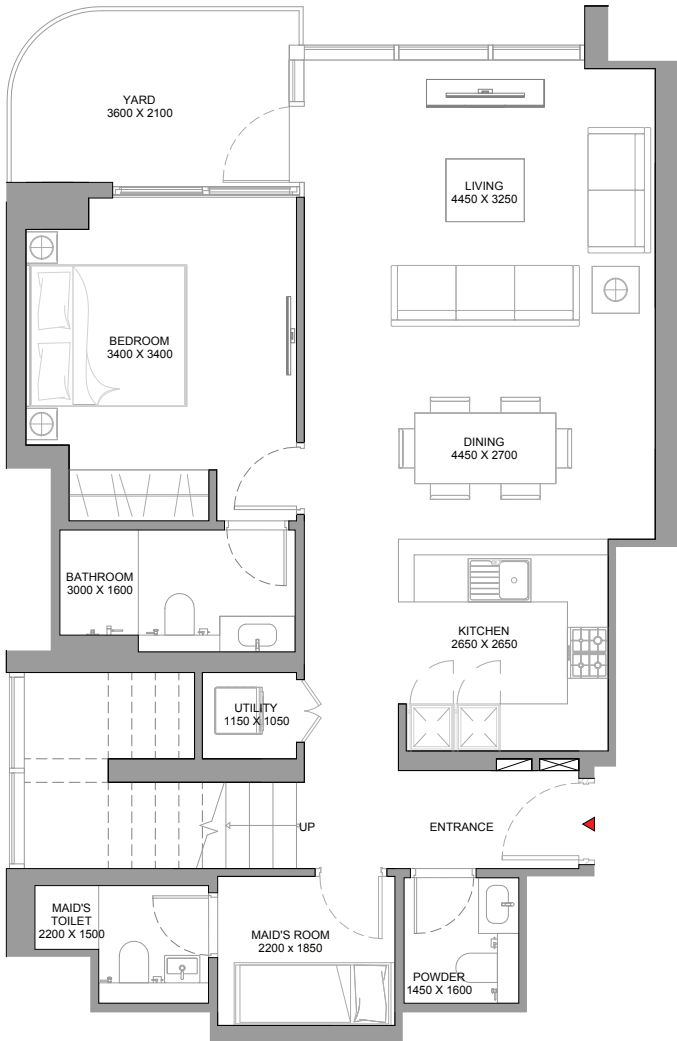 YARD
3600 X 2100
LIVING
4450 X 3250
BEDROOM
3400 X 3400
DINING
4450 X 2700
BATHROOM
3000 X 1600
KITCHEN
2650 X 2650
UTILITY
1150 X 1050
UP
ENTRANCE
MAID'S
TOILET
2200 X 1500
MAID'S ROOM
2200 x 1850
POWDER
1450 X 1600